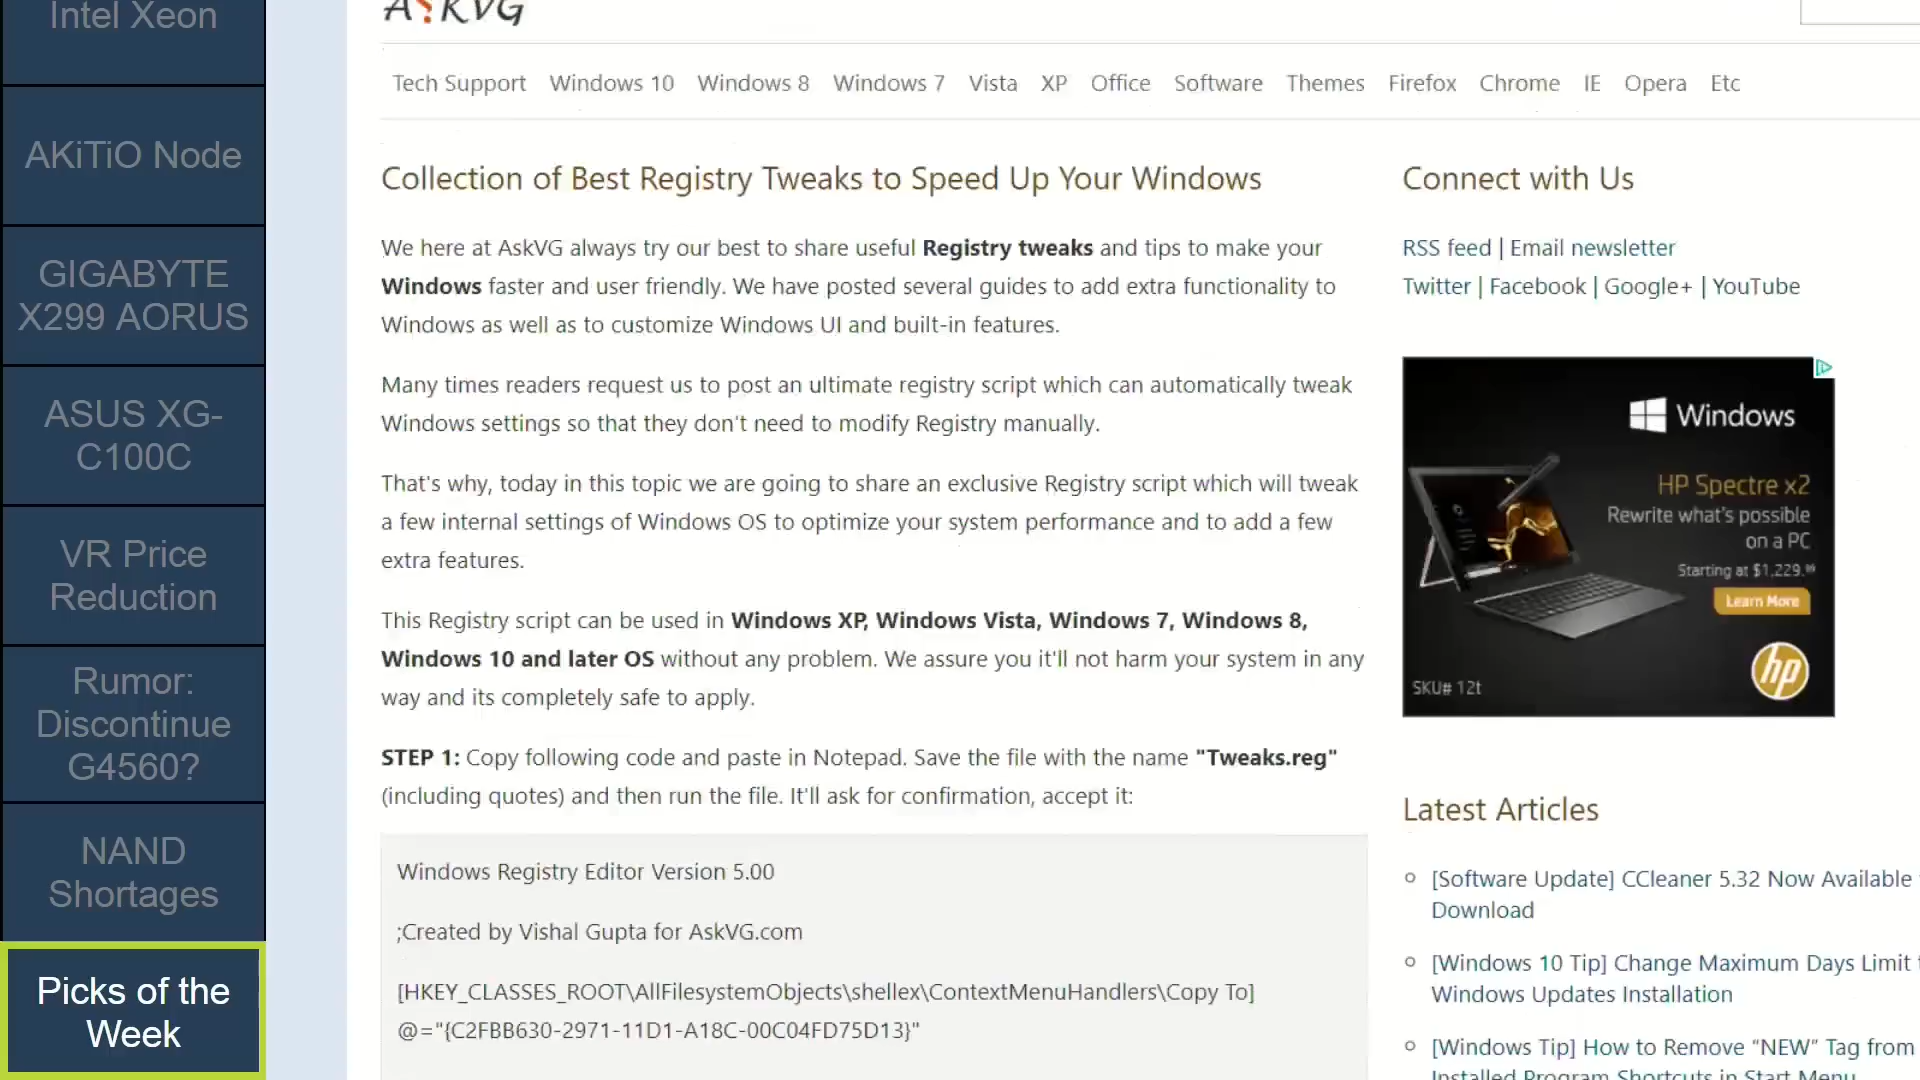 Intel Xeon
AKiTiO Node
GIGABYTE
X299 AORUS
ASUS XG-
C100C
VR Price
Reduction
Rumor:
Discontinue
G4560?
NAND
Shortages
Picks of the
Week
AskVG
Tech Support Windows 10 Windows 8 Windows 7 Vista XP Office Software Themes Firefox Chrome IE Opera Etc
Collection of Best Registry Tweaks to Speed Up Your Windows
We here at AskVG always try our best to share useful Registry tweaks and tips to make your
Windows faster and user friendly. We have posted several guides to add extra functionality to
Windows as well as to customize Windows UI and built-in features.
Many times readers request us to post an ultimate registry script which can automatically tweak
Windows settings so that they don't need to modify Registry manually.
That's why, today in this topic we are going to share an exclusive Registry script which will tweak
a few internal settings of Windows OS to optimize your system performance and to add a few
extra features.
This Registry script can be used in Windows XP, Windows Vista, Windows 7, Windows 8,
Windows 10 and later OS without any problem. We assure you it'll not harm your system in any
way and its completely safe to apply.
STEP 1: Copy following code and paste in Notepad. Save the file with the name "Tweaks.reg"
(including quotes) and then run the file. It'll ask for confirmation, accept it:
Windows Registry Editor Version 5.00
;Created by Vishal Gupta for AskVG.com
[HKEY_CLASSES_ROOT\AllFilesystemObjects\shellex\ContextMenuHandlers\Copy To]
@="{C2FBB630-2971-11D1-A18C-00C04FD75D13}"
Connect with Us
RSS feed | Email newsletter
Twitter | Facebook | Google+ | YouTube
Windows
HP Spectre x2
Rewrite what's possible
on a PC
Starting at $1,229.99
Learn More
SKU# 12t
hp
Latest Articles
[Software Update] CCleaner 5.32 Now Available
Download
[Windows 10 Tip] Change Maximum Days Limit
Windows Updates Installation
[Windows Tip] How to Remove “NEW” Tag from
Installed Program Shortcuts in Start Menu